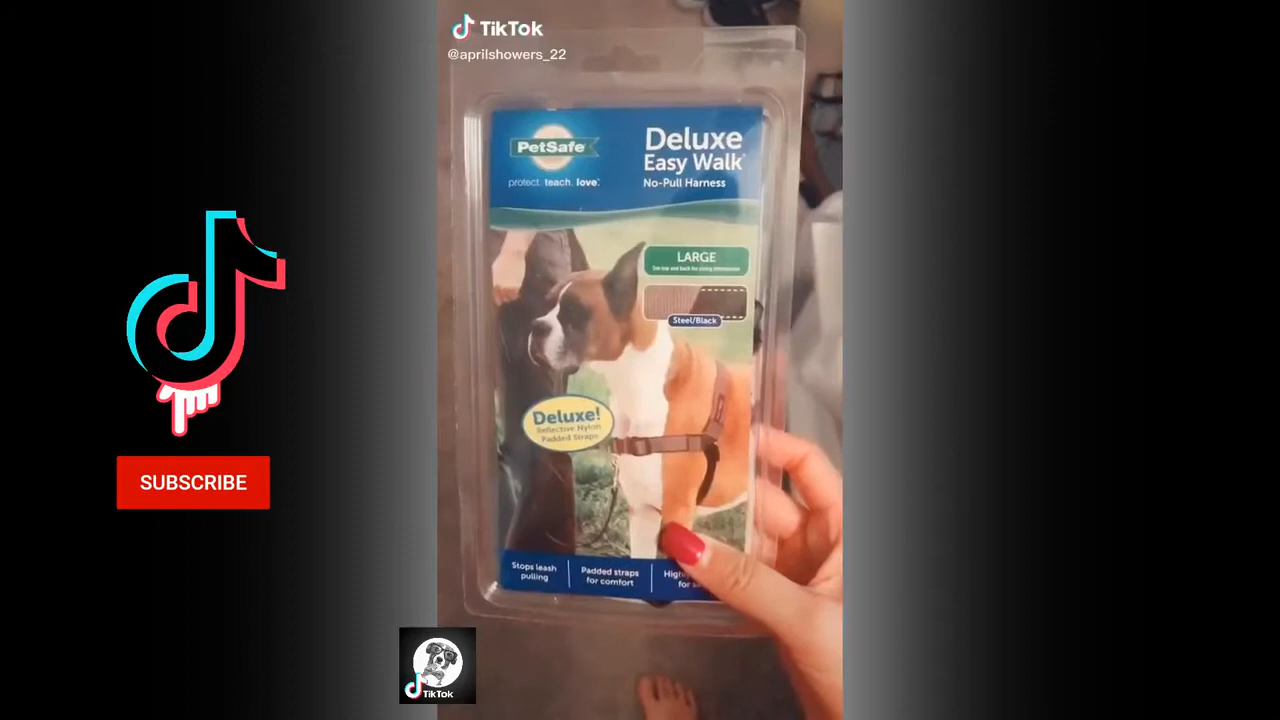 TikTok
@aprilshowers_22
PetSafe
protect. teach. love.
Deluxe
Easy Walk
No-Pull Harness
LARGE
Steel/Black
Deluxe!
Reflective Nylon
Padded Straps
Stops leash
pulling
Padded straps
for comfort
SUBSCRIBE
TikTok